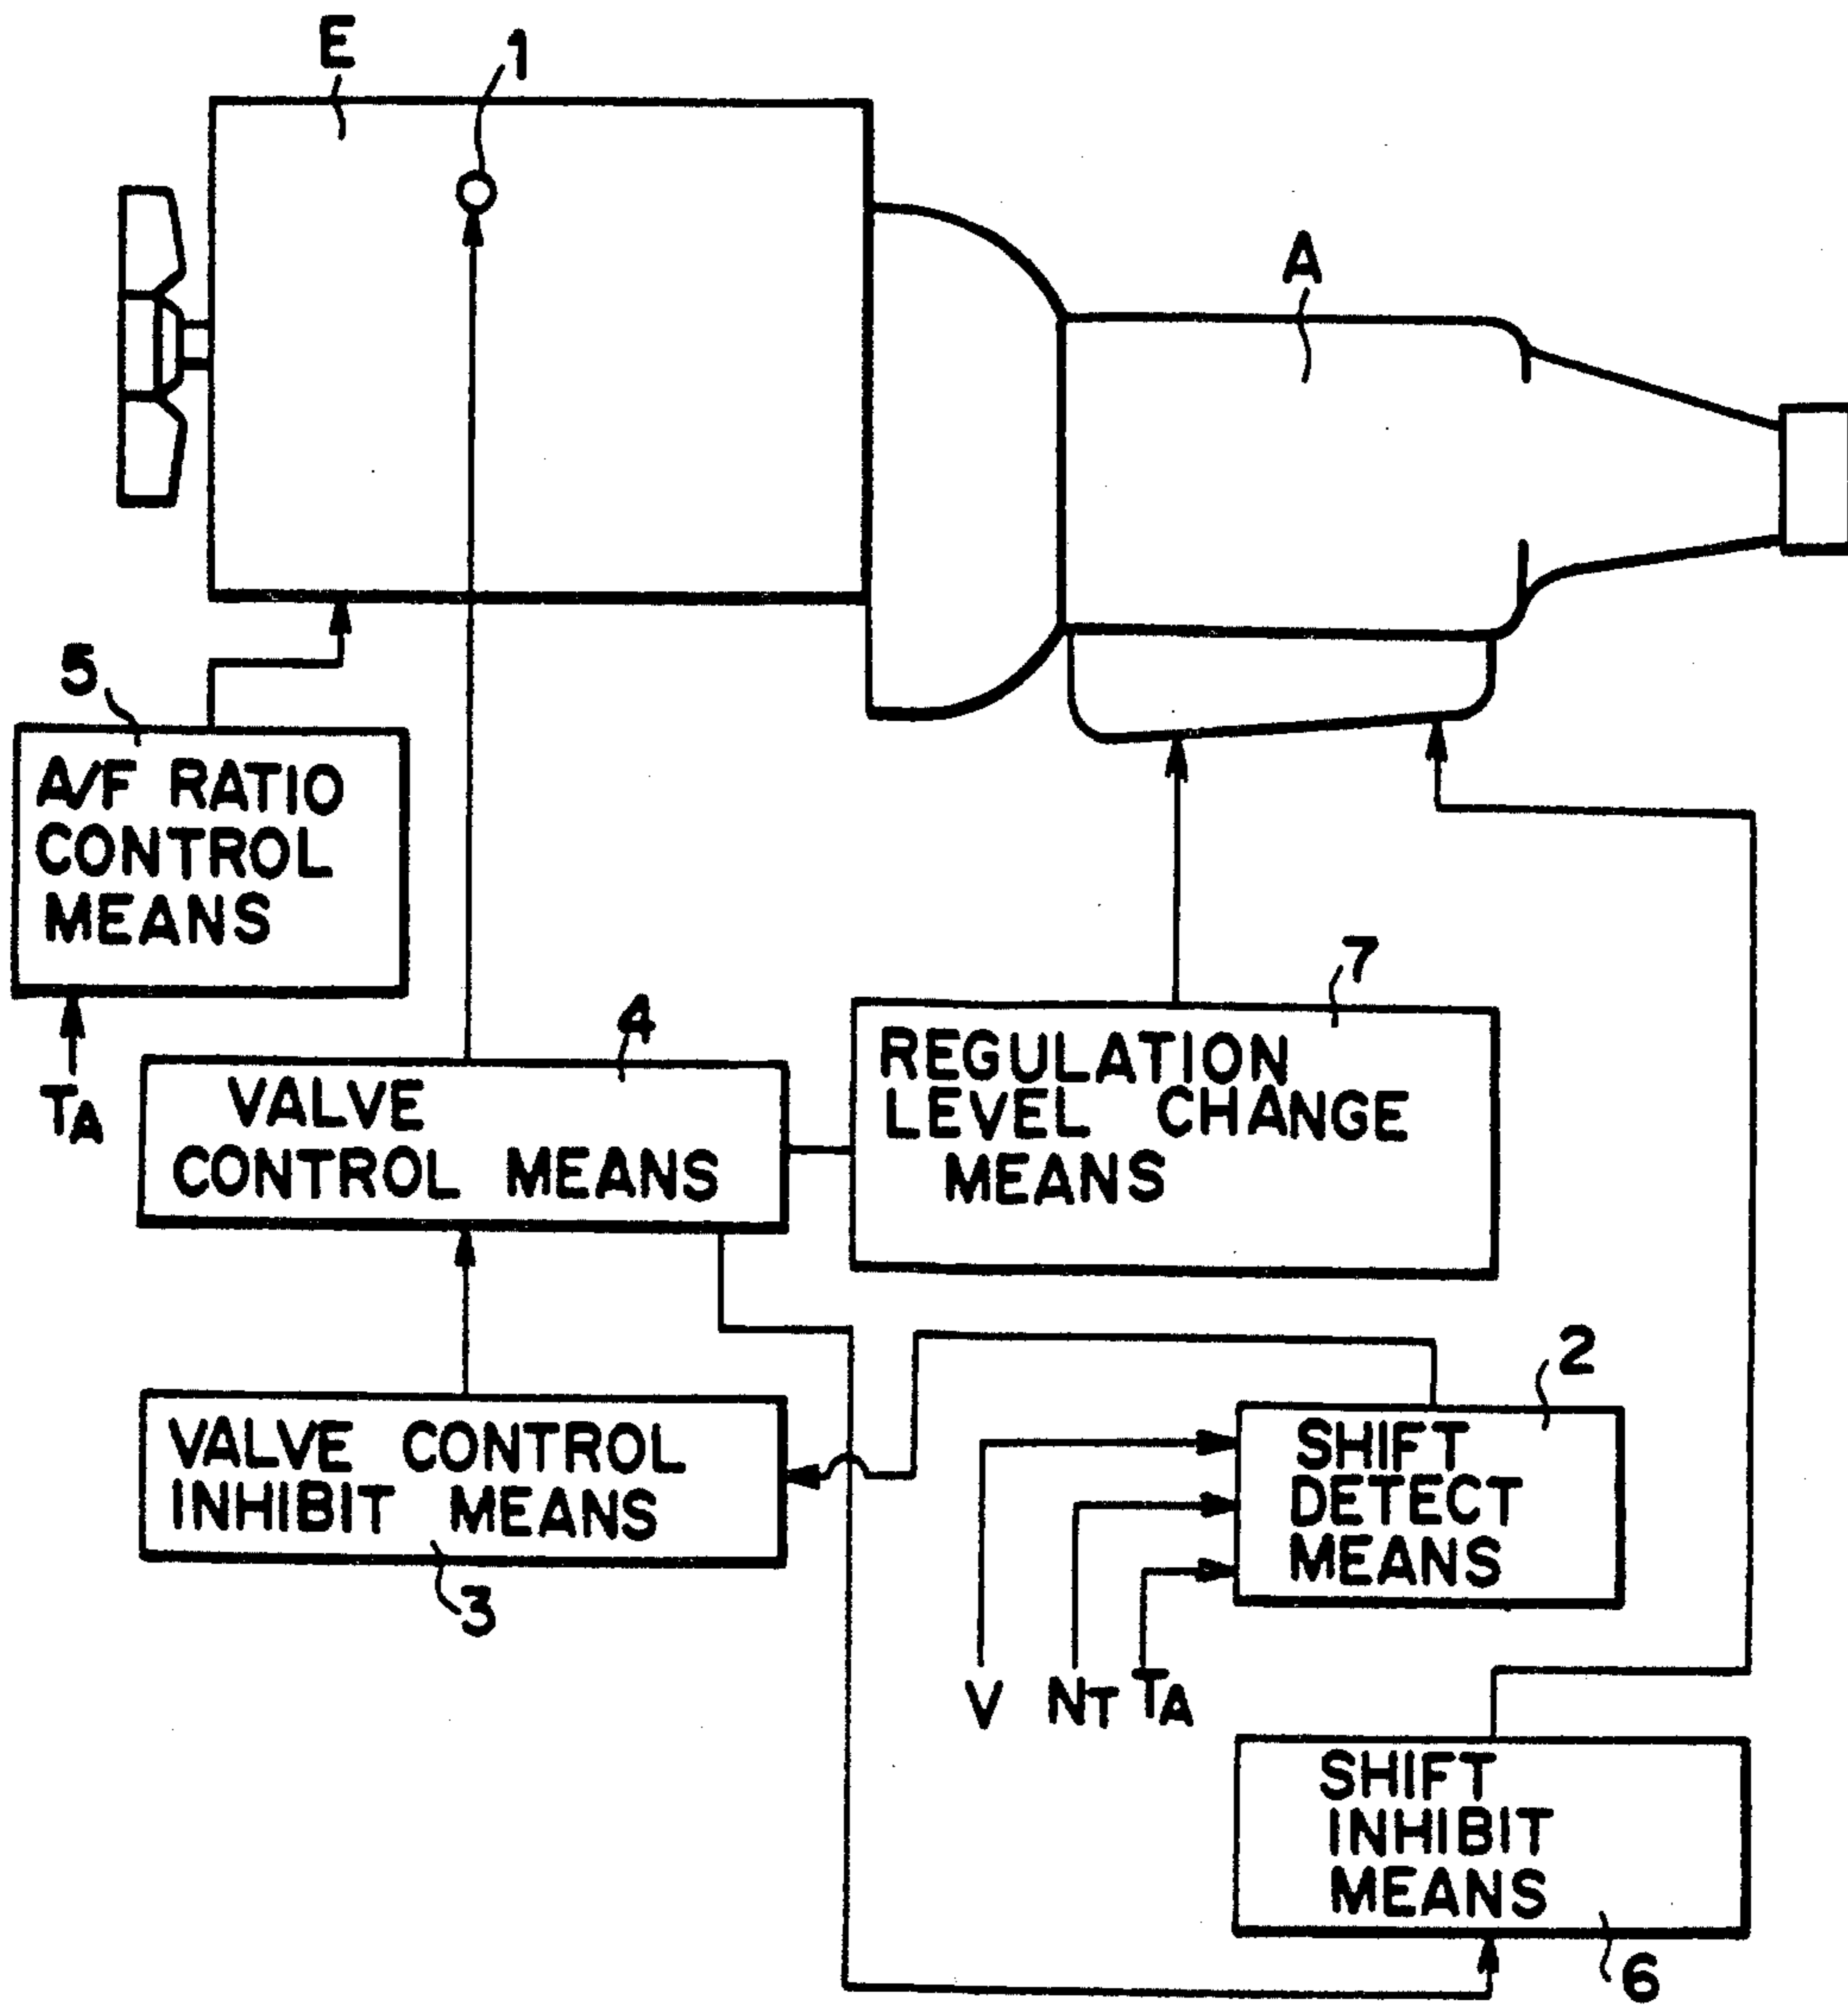 E
1
A
5
A/F RATIO
CONTROL
MEANS
TA
4
VALVE
CONTROL MEANS
7
REGULATION
LEVEL CHANGE
MEANS
2
SHIFT
DETECT
MEANS
VALVE CONTROL
INHIBIT MEANS
3
V NT TA
SHIFT
INHIBIT
MEANS
6